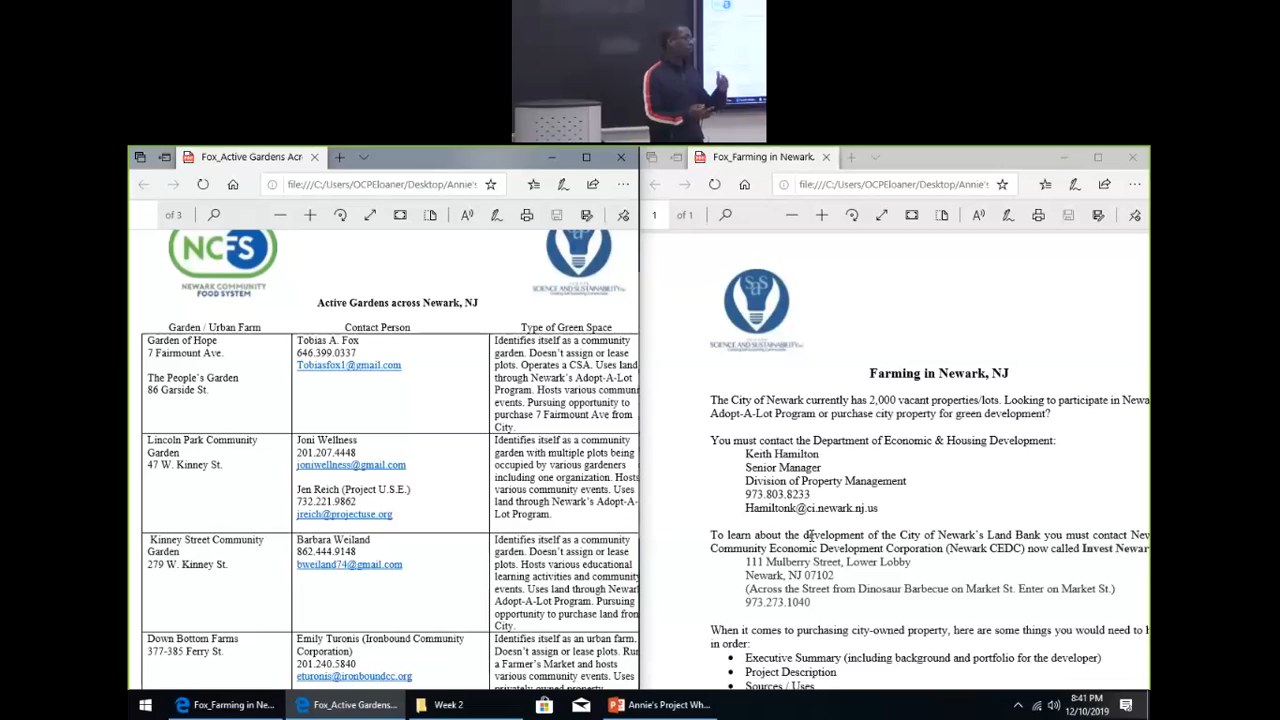 Fox_Active Gardens Acr
file:///C:/Users/OCPEloaner/Desktop/Annie's
of 3
NCFS
NEWARK COMMUNITY
FOOD SYSTEM
SCIENCE AND SUSTAINABILITY
Active Gardens across Newark, NJ
Garden / Urban Farm Contact Person Type of Green Space
Garden of Hope
7 Fairmount Ave.
The People's Garden
86 Garside St.
Tobias A. Fox
646.399.0337
Tobiasfox1@gmail.com
Identifies itself as a community
garden. Doesn't assign or lease
plots. Operates a CSA. Uses land
through Newark's Adopt-A-Lot
Program. Hosts various commun
events. Pursuing opportunity to
purchase 7 Fairmount Ave from
City.
Lincoln Park Community
Garden
47 W. Kinney St.
Joni Wellness
201.207.4448
joniwellness@gmail.com
Jen Reich (Project U.S.E.)
732.221.9862
jreich@projectuse.org
Identifies itself as a community
garden with multiple plots being
occupied by various gardeners
including one organization. Hosts
various community events. Uses
land through Newark's Adopt-A-
Lot Program.
Kinney Street Community
Garden
279 W. Kinney St.
Barbara Weiland
862.444.9148
bweiland74@gmail.com
Identifies itself as a community
garden. Doesn't assign or lease
plots. Hosts various educational
learning activities and community
events. Uses land through Newar
Adopt-A-Lot Program. Pursuing
opportunity to purchase land from
City.
Down Bottom Farms
377-385 Ferry St.
Emily Turonis (Ironbound Community
Corporation)
201.240.5840
eturonis@ironboundcc.org
Identifies itself as an urban farm.
Doesn't assign or lease plots. Ru
a Farmer's Market and hosts
various community events. Uses
privately owned property
Fox_Farming in Newark.
file:///C:/Users/OCPEloaner/Desktop/Annie's
1 of 1
SaS
SCIENCE AND SUSTAINABILITY
Farming in Newark, NJ
The City of Newark currently has 2,000 vacant properties/lots. Looking to participate in Newa
Adopt-A-Lot Program or purchase city property for green development?
You must contact the Department of Economic & Housing Development:
Keith Hamilton
Senior Manager
Division of Property Management
973.803.8233
Hamiltonk@ci.newark.nj.us
To learn about the development of the City of Newark's Land Bank you must contact New
Community Economic Development Corporation (Newark CEDC) now called Invest Newar
111 Mulberry Street, Lower Lobby
Newark, NJ 07102
(Across the Street from Dinosaur Barbecue on Market St. Enter on Market St.)
973.273.1040
When it comes to purchasing city-owned property, here are some things you would need to h
in order:
• Executive Summary (including background and portfolio for the developer)
• Project Description
• Sources / Uses
Fox_Farming in Ne...
Fox_Active Gardens...
Week 2
Annie's Project Wh...
8:41 PM
12/10/2019